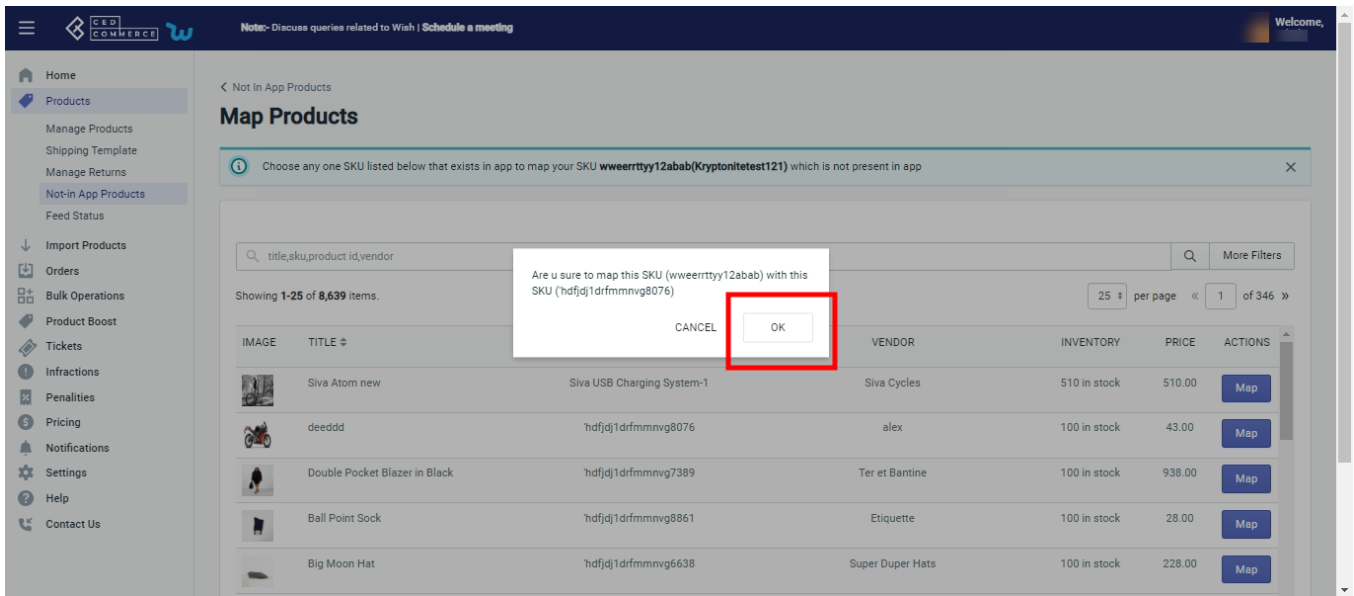 CED COMMERCE
Note:- Discuss queries related to Wish | Schedule a meeting
Welcome,
Home
Products
Manage Products
Shipping Template
Manage Returns
Not-in App Products
Feed Status
Import Products
Orders
Bulk Operations
Product Boost
Tickets
Infractions
Penalities
Pricing
Notifications
Settings
Help
Contact Us
Not In App Products
Map Products
Choose any one SKU listed below that exists in app to map your SKU wweerrttyy12abab(Kryptonitetest121) which is not present in app
title,sku,product id,vendor
More Filters
Showing 1-25 of 8,639 items.
25 per page « 1 of 346 »
Are u sure to map this SKU (wweerrttyy12abab) with this
SKU ('hdfjdj1drfmmnvg8076)
CANCEL OK
IMAGE TITLE VENDOR INVENTORY PRICE ACTIONS
Siva Atom new Siva USB Charging System-1 Siva Cycles 510 in stock 510.00 Map
deeddd 'hdfjdj1drfmmnvg8076 alex 100 in stock 43.00 Map
Double Pocket Blazer in Black 'hdfjdj1drfmmnvg7389 Ter et Bantine 100 in stock 938.00 Map
Ball Point Sock 'hdfjdj1drfmmnvg8861 Etiquette 100 in stock 28.00 Map
Big Moon Hat 'hdfjdj1drfmmnvg6638 Super Duper Hats 100 in stock 228.00 Map